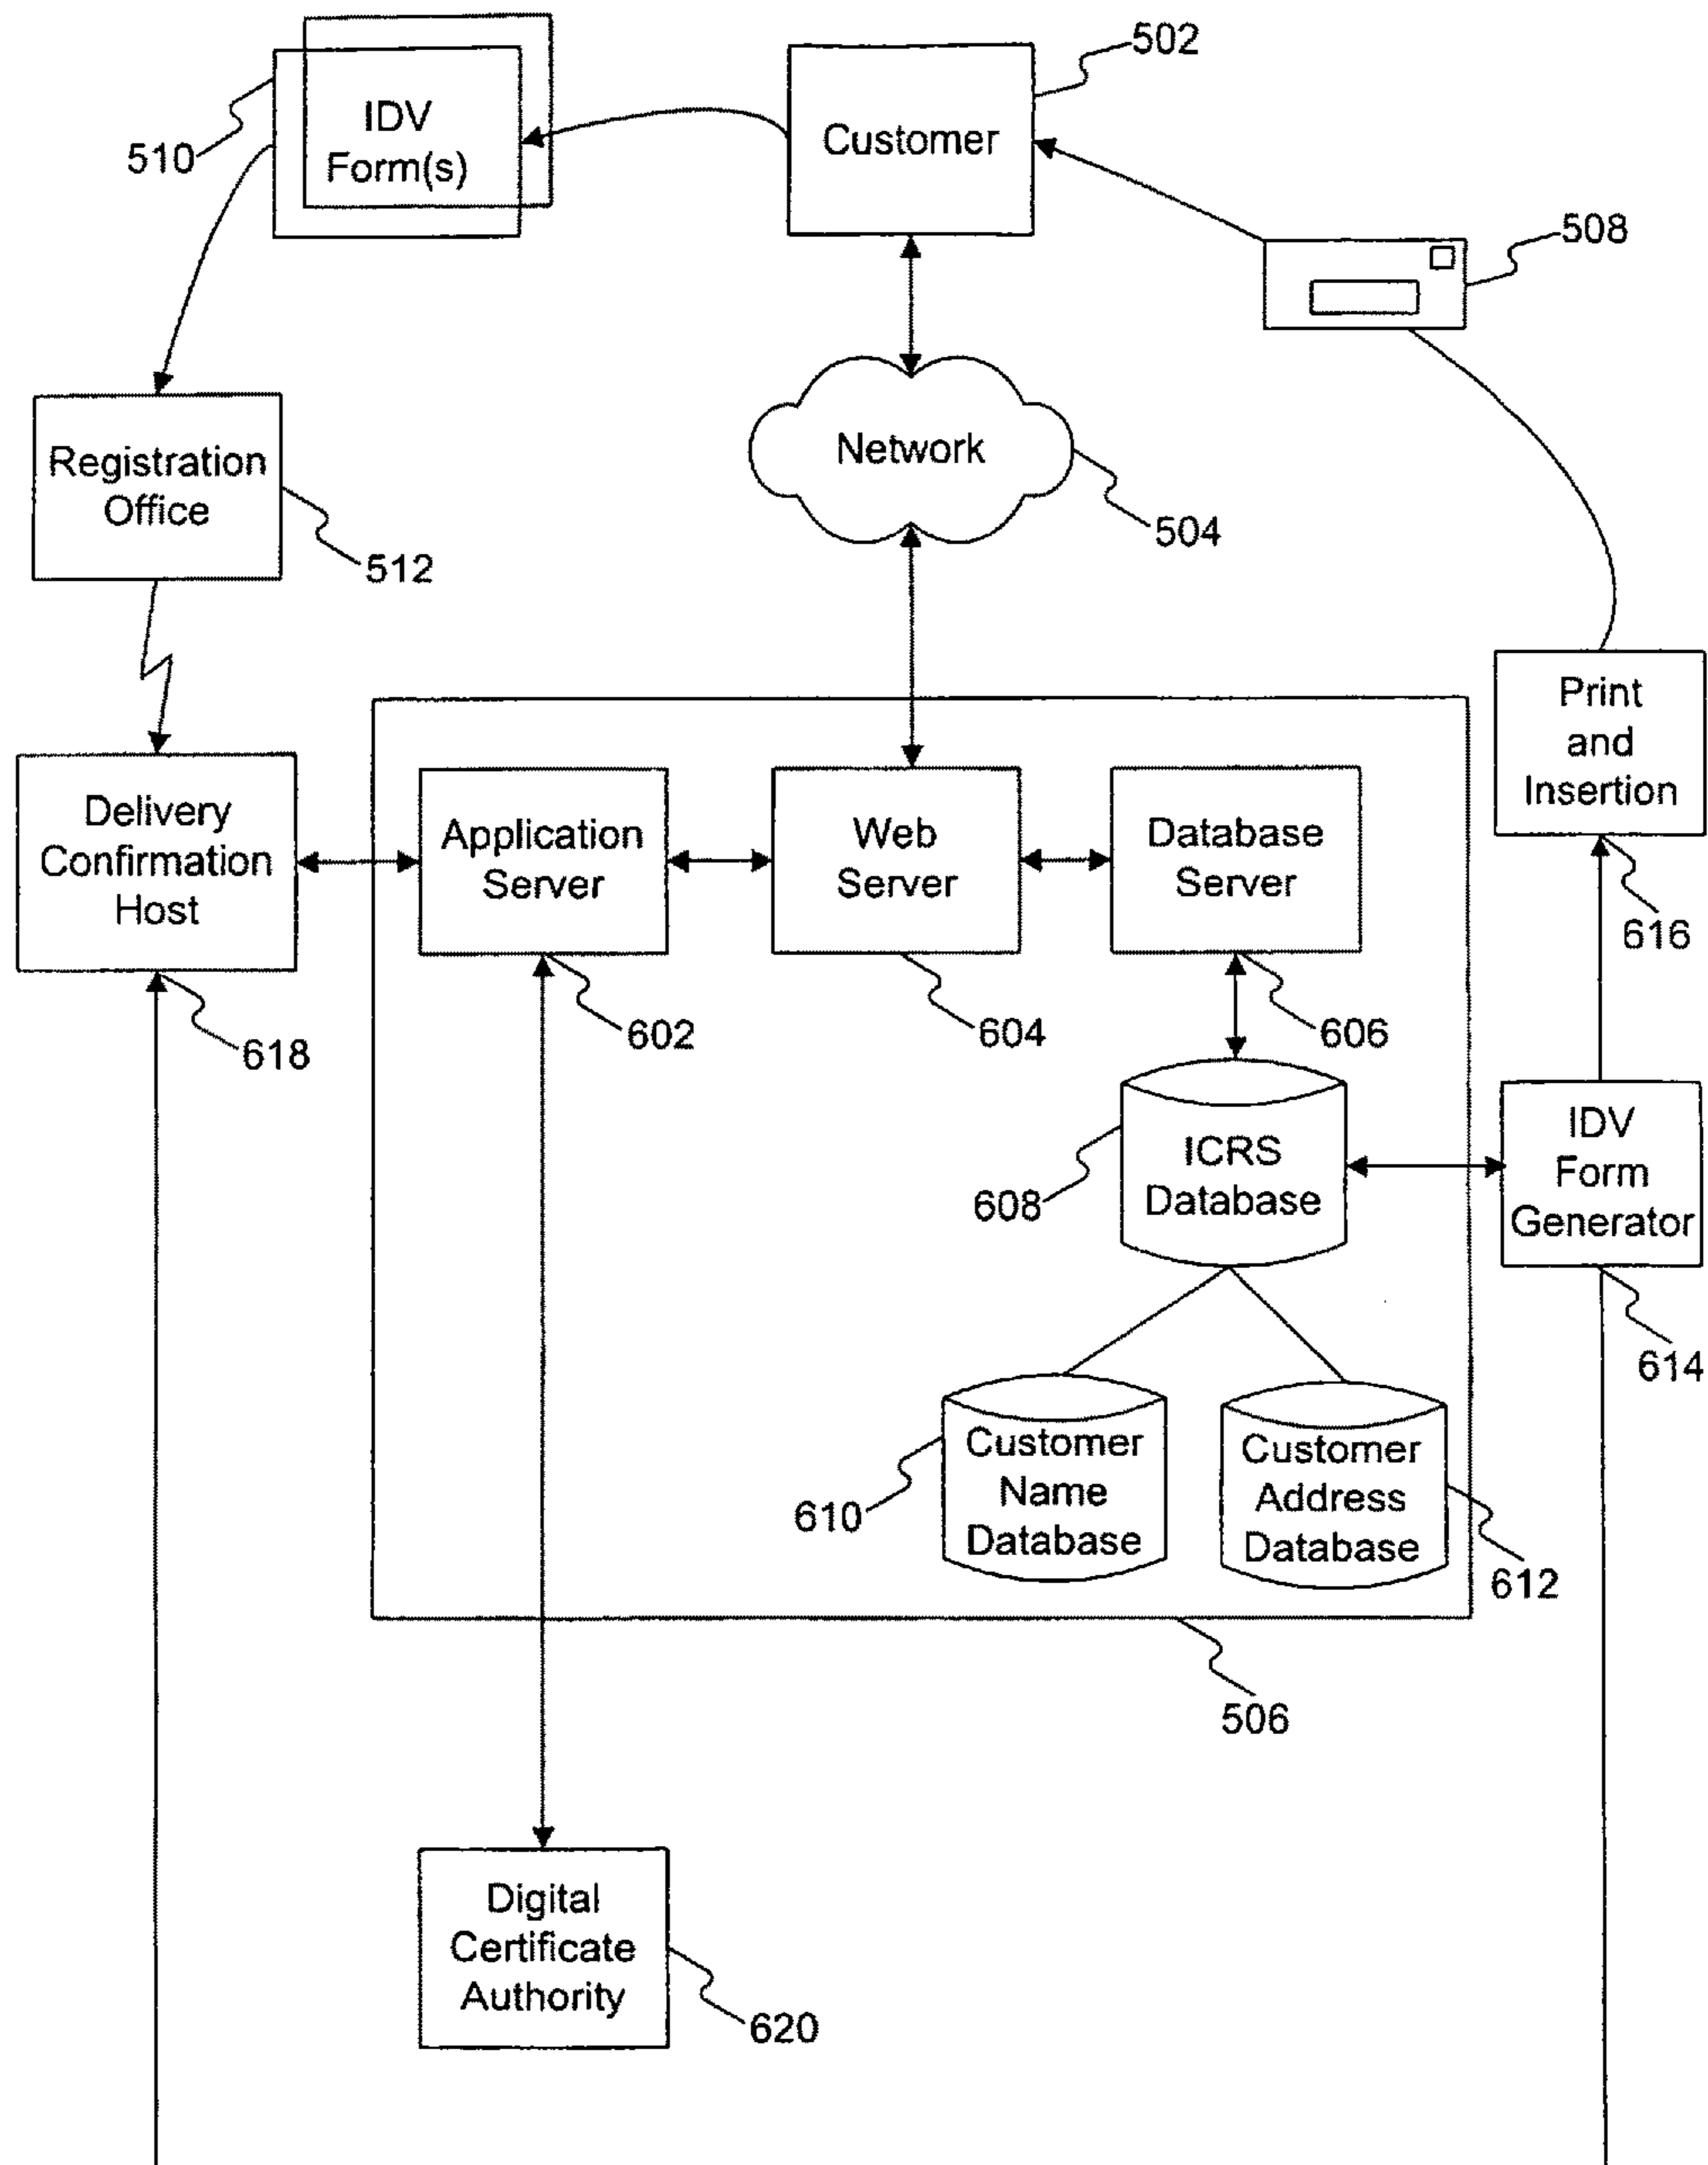 502
IDV
Form(s)
Customer
510
508
Network
Registration
Office
504
512
Print
and
Insertion
Delivery
Confirmation
Host
Application
Server
Web
Server
Database
Server
616
618
602
604
606
ICRS
Database
608
IDV
Form
Generator
614
Customer
Name
Database
610
Customer
Address
Database
612
506
Digital
Certificate
Authority
620